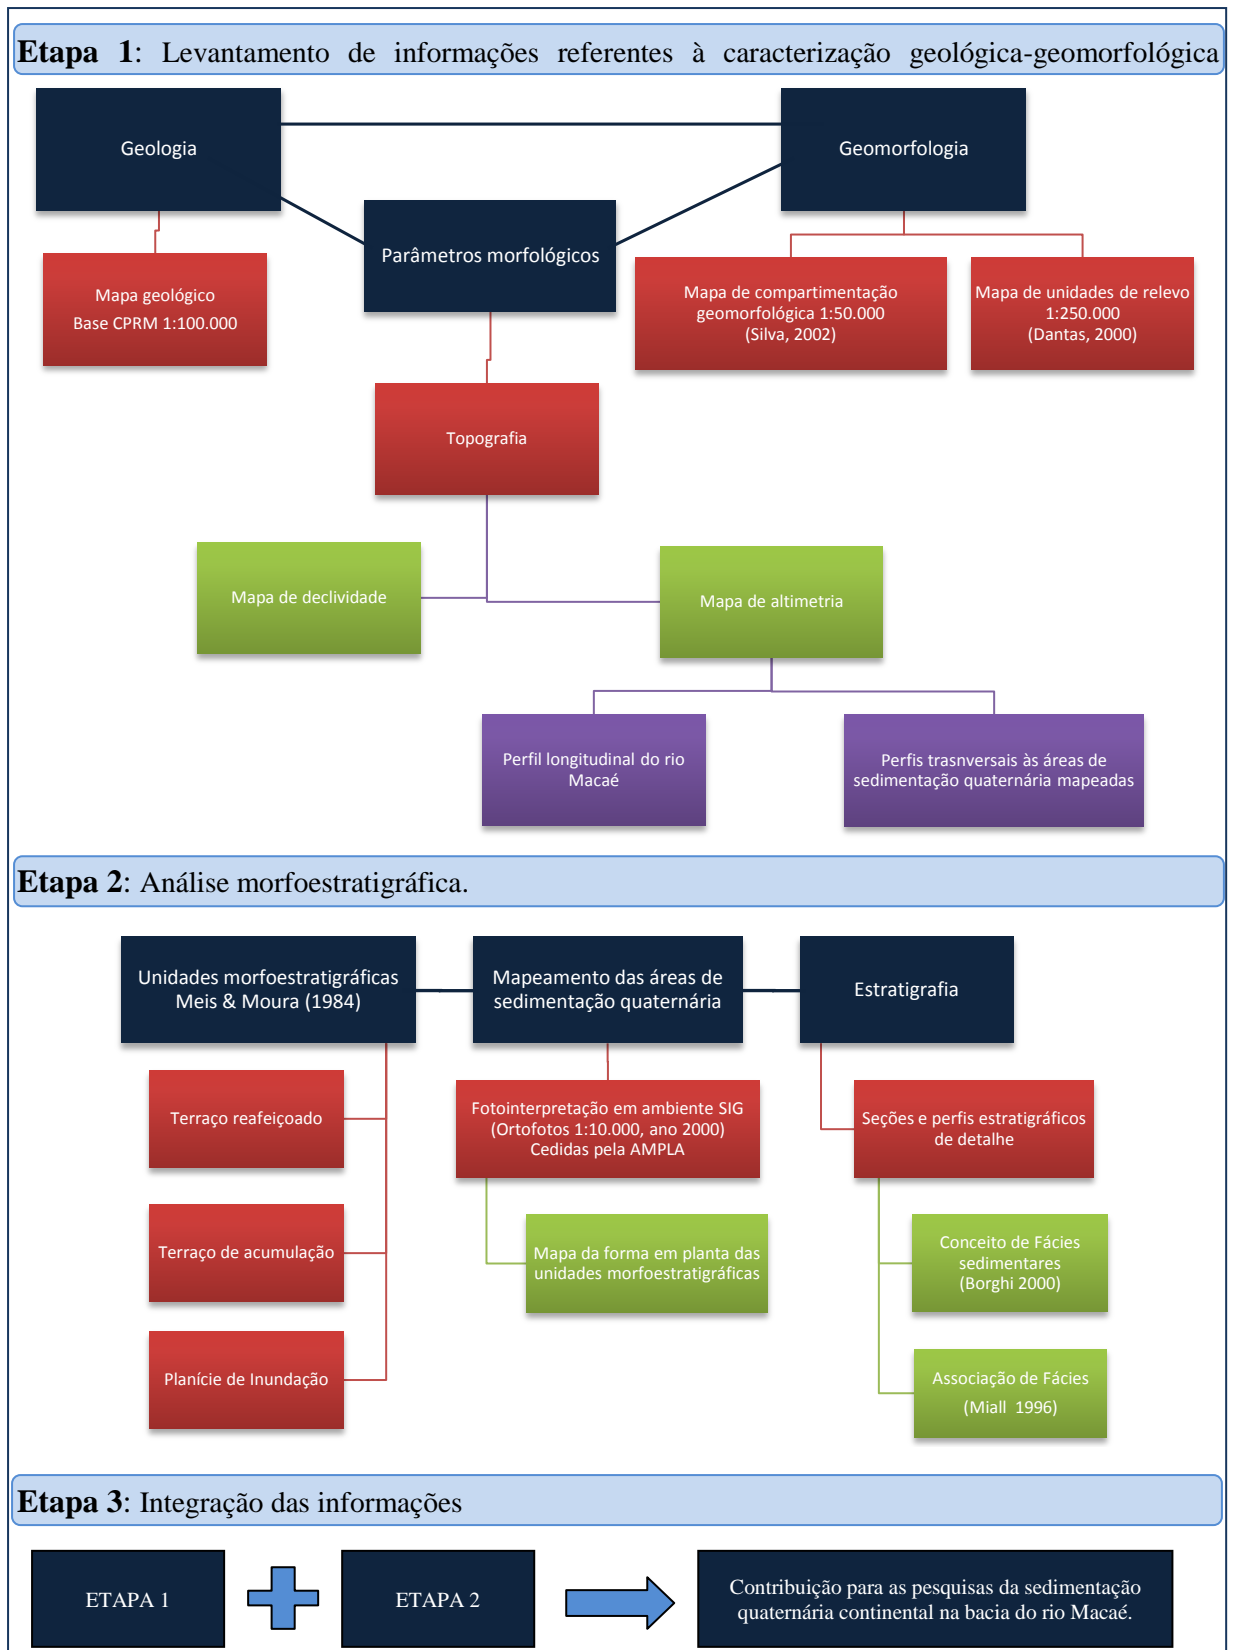 Etapa 1: Levantamento de informações referentes à caracterização geológica-geomorfológica
Geologia
Geomorfologia
Parâmetros morfológicos
Mapa geológico
Base CPRM 1:100.000
Mapa de compartimentação
geomorfológica 1:50.000
(Silva, 2002)
Mapa de unidades de relevo
1:250.000
(Dantas, 2000)
Topografia
Mapa de declividade
Mapa de altimetria
Perfil longitudinal do rio
Macaé
Perfis trasnversais às áreas de
sedimentação quaternária mapeadas
Etapa 2: Análise morfoestratigráfica.
Unidades morfoestratigráficas
Meis & Moura (1984)
Mapeamento das áreas de
sedimentação quaternária
Estratigrafia
Terraço reafeiçoado
Terraço de acumulação
Planície de Inundação
Fotointerpretação em ambiente SIG
(Ortofotos 1:10.000, ano 2000)
Cedidas pela AMPLA
Mapa da forma em planta das
unidades morfoestratigráficas
Seções e perfis estratigráficos
de detalhe
Conceito de Fácies
sedimentares
(Borghi 2000)
Associação de Fácies
(Miall 1996)
Etapa 3: Integração das informações
ETAPA 1
ETAPA 2
Contribuição para as pesquisas da sedimentação
quaternária continental na bacia do rio Macaé.